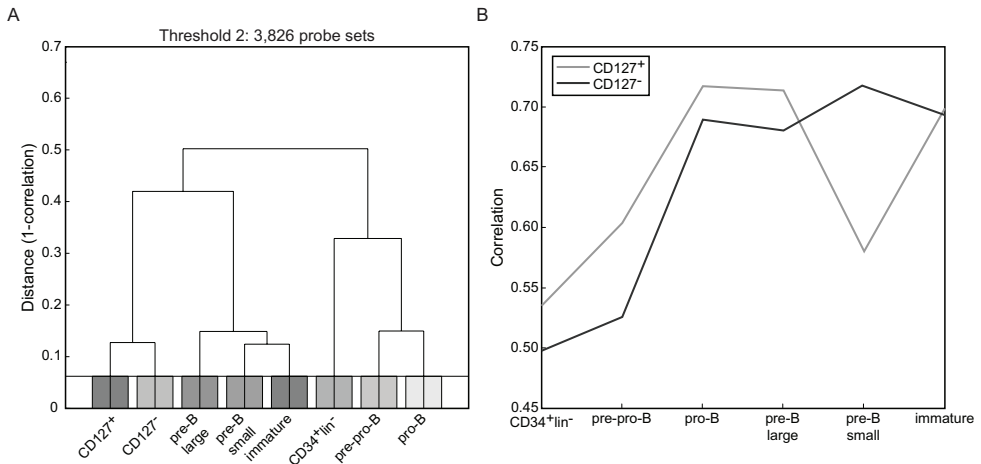 A
Threshold 2: 3,826 probe sets
Distance (1-correlation)
0.7
0.6
0.5
0.4
0.3
0.2
0.1
0
CD127+
CD127-
pre-B
large
pre-B
small
immature
CD34+lin-
pre-pro-B
pro-B
B
CD127+
CD127-
Correlation
0.75
0.70
0.65
0.60
0.55
0.50
0.45
CD34+lin-
pre-pro-B
pro-B
pre-B
large
pre-B
small
immature